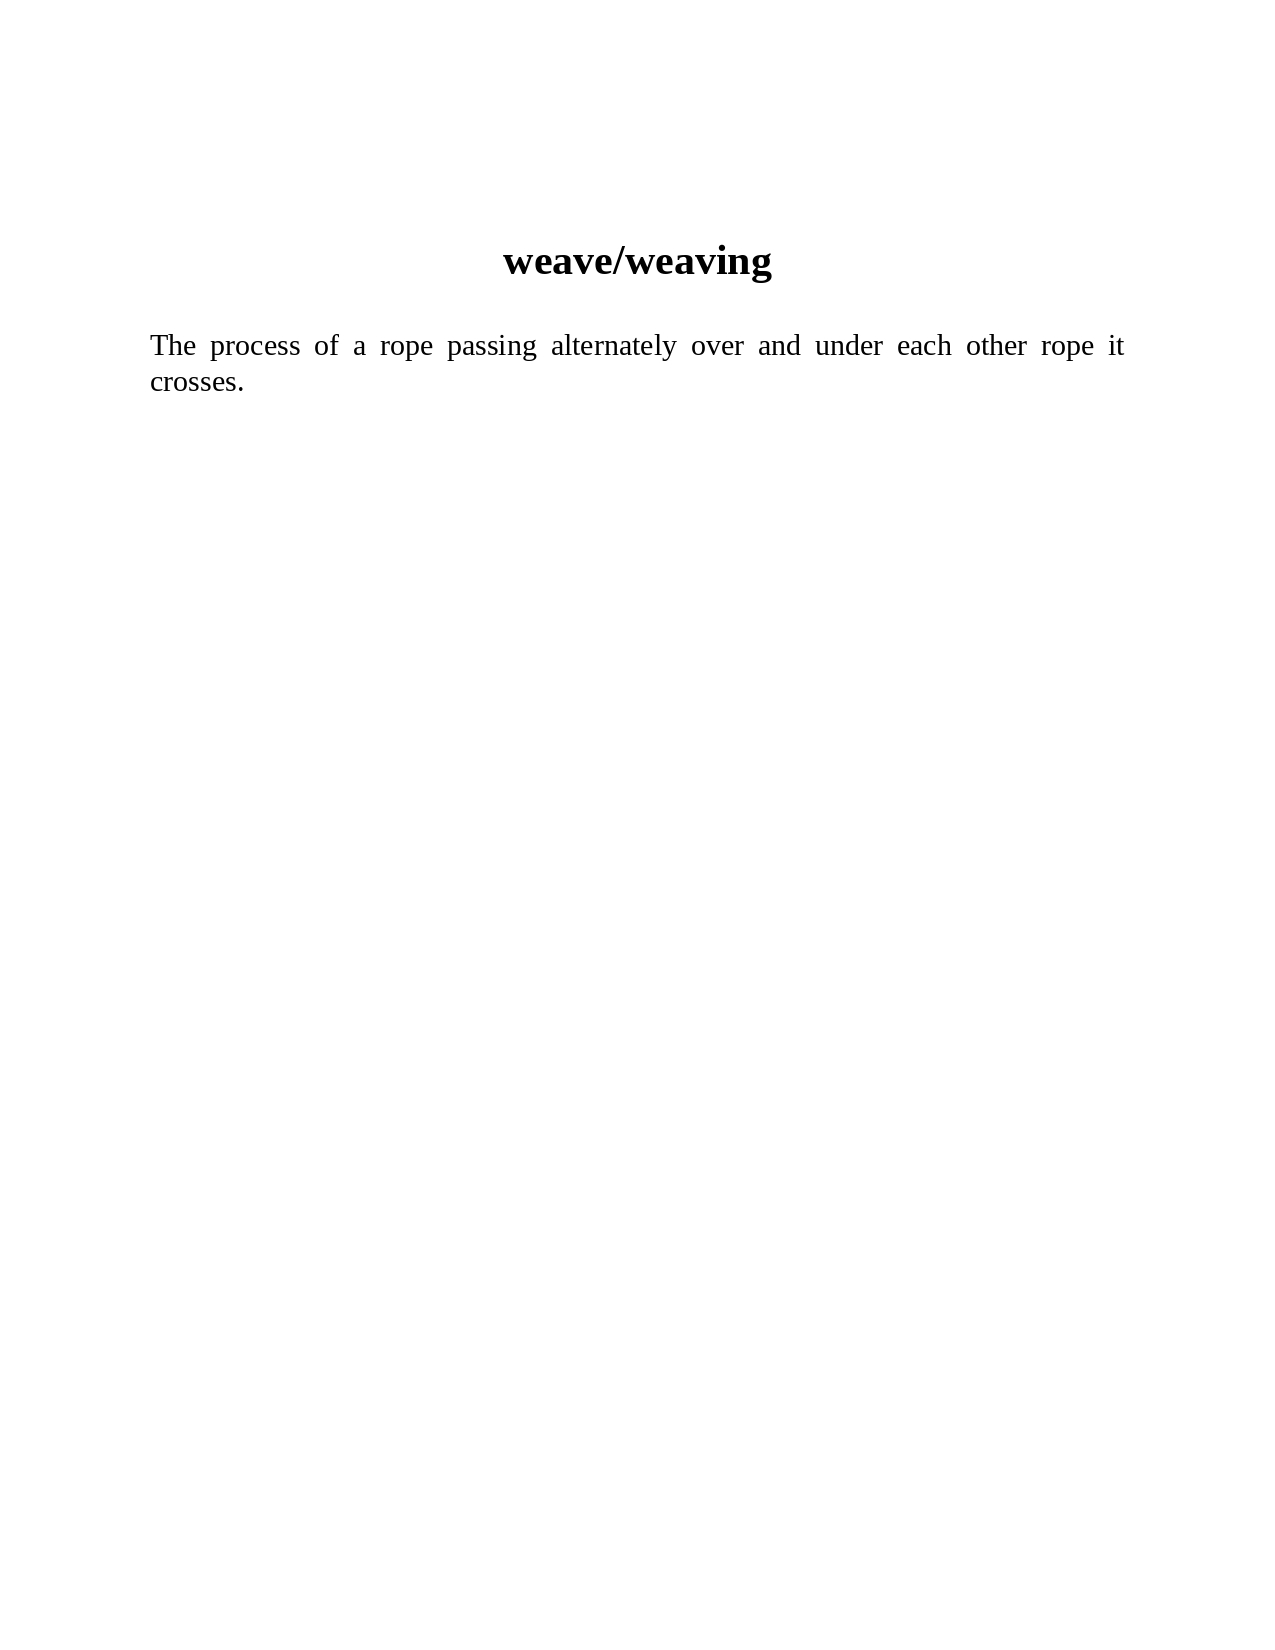 weave/weaving
The process of a rope passing alternately over and under each other rope it
crosses.